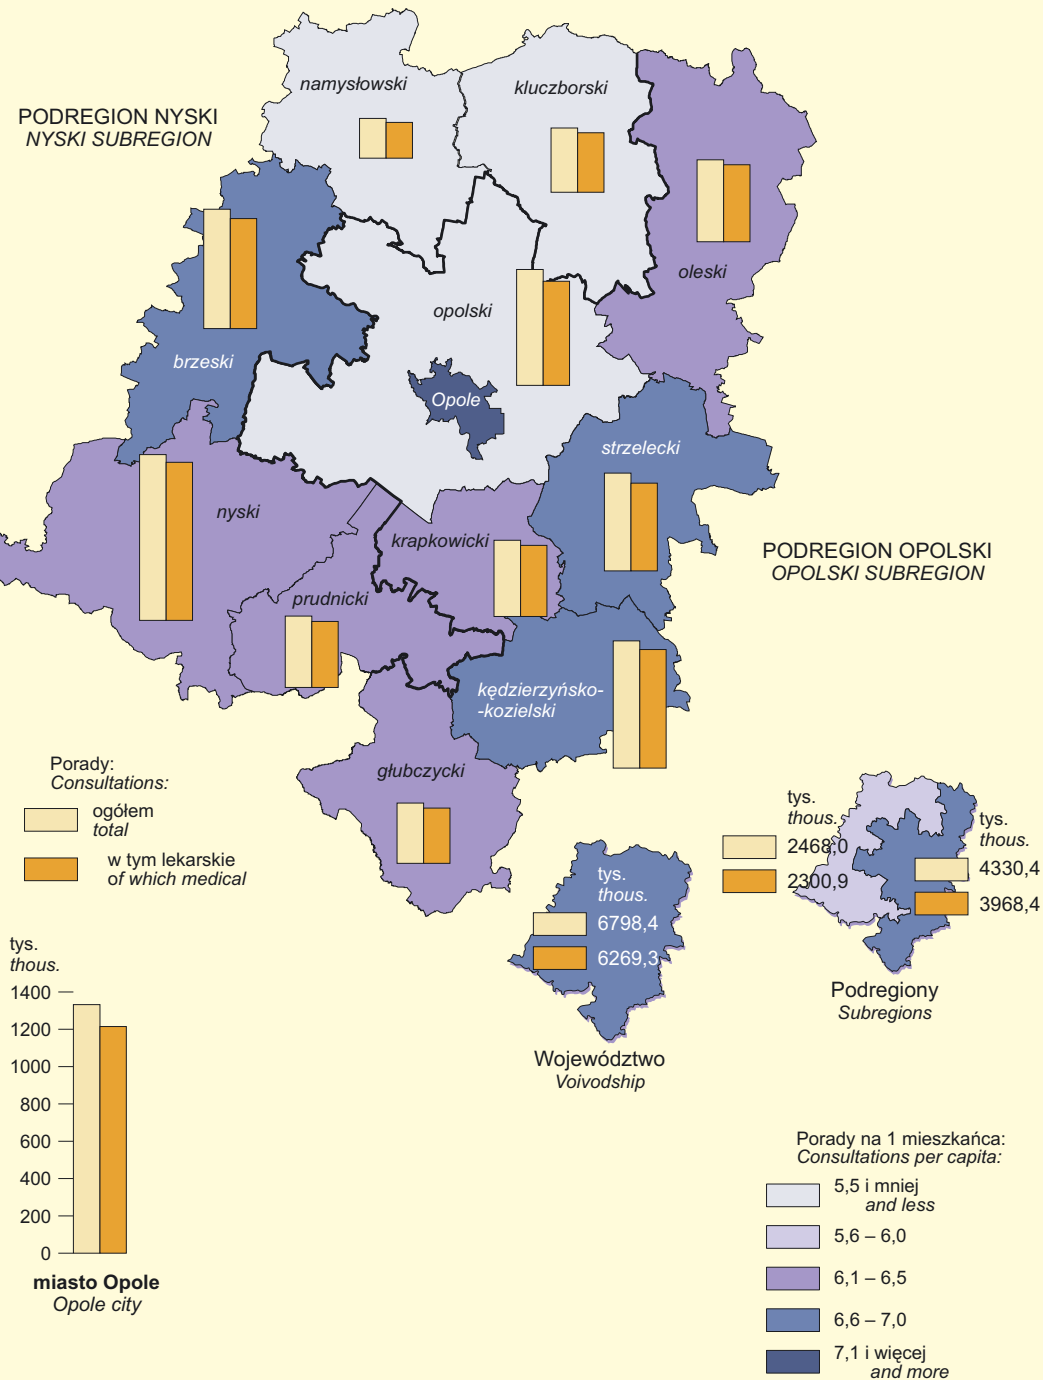 namysłowski
kluczborski
PODREGION NYSKI
NYSKI SUBREGION
oleski
opolski
brzeski
Opole
strzelecki
nyski
krapkowicki
PODREGION OPOLSKI
OPOLSKI SUBREGION
prudnicki
kędzierzyńsko-
-kozielski
głubczycki
Porady:
Consultations:
ogółem
total
w tym lekarskie
of which medical
tys.
thous.
1400
1200
1000
800
600
400
200
0
miasto Opole
Opole city
tys.
thous.
6798,4
6269,3
Województwo
Voivodship
tys.
thous.
2468,0
2300,9
tys.
thous.
4330,4
3968,4
Podregiony
Subregions
Porady na 1 mieszkańca:
Consultations per capita:
5,5 i mniej
and less
5,6 – 6,0
6,1 – 6,5
6,6 – 7,0
7,1 i więcej
and more